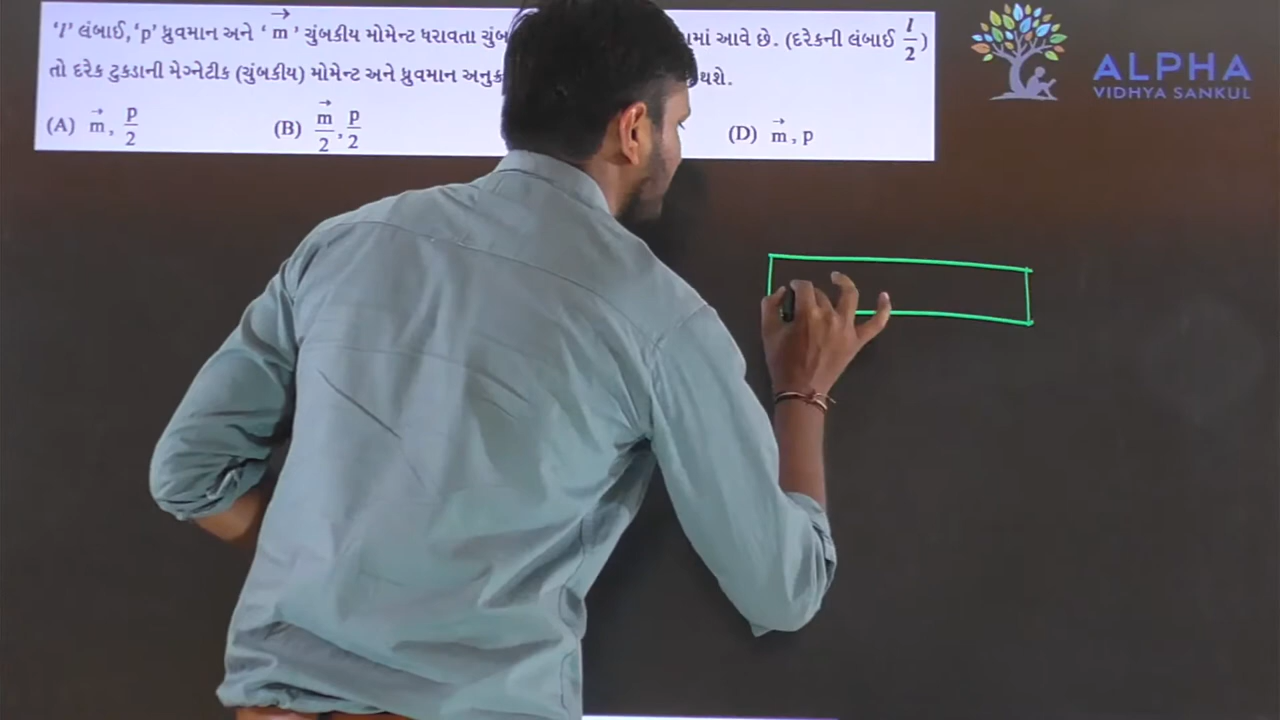 'l' લંબાઈ, 'p' ધ્રુવમાન અને ' m⃗ ' ચુંબકીય મોમેન્ટ ધરાવતા આવે છે. (દરેકની લંબાઈ l/2)
તો દરેક ટુકડાની મેગ્નેટીક (ચુંબકીય) મોમેન્ટ અને ધ્રુવમાન થશે.
(A) m⃗ , p/2 (B) m⃗/2 , p/2 (D) m⃗ , p
ALPHA
VIDHYA SANKUL